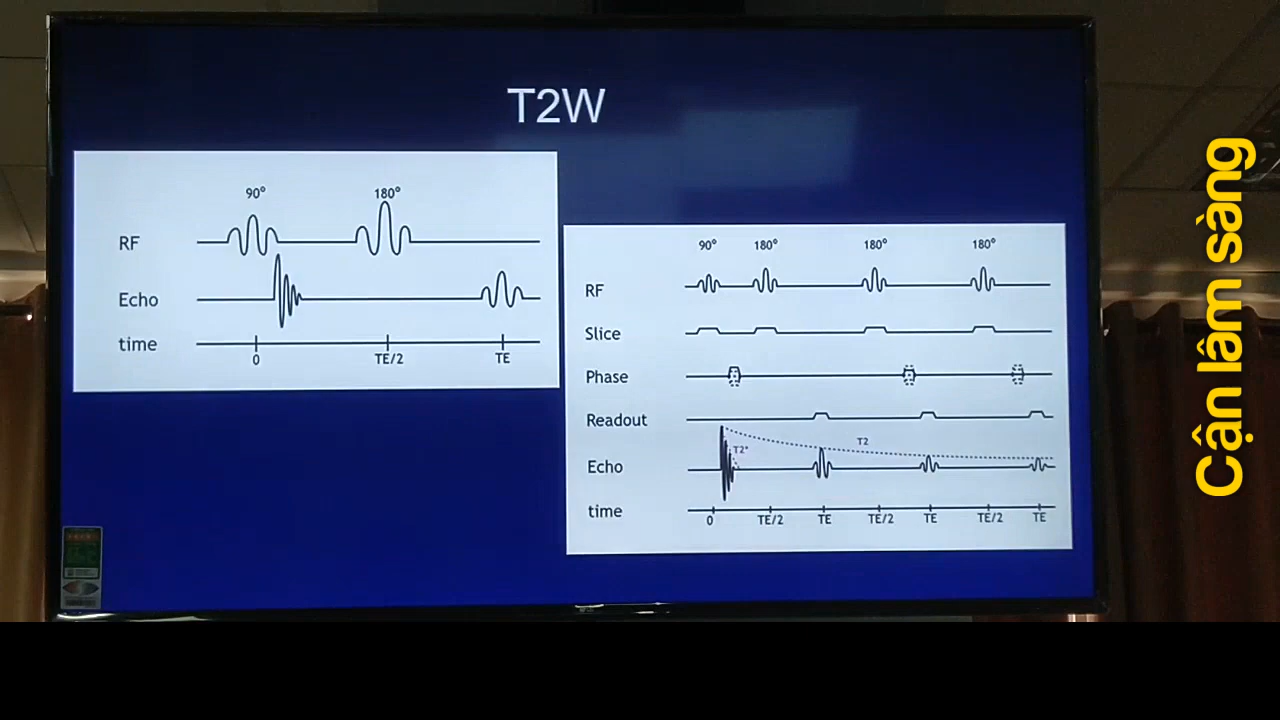 T2W
90° 180°
RF
Echo
time
0 TE/2 TE
90° 180° 180° 180°
RF
Slice
Phase
Readout
T2* T2
Echo
time
0 TE/2 TE TE/2 TE TE/2 TE
Cận lâm sàng